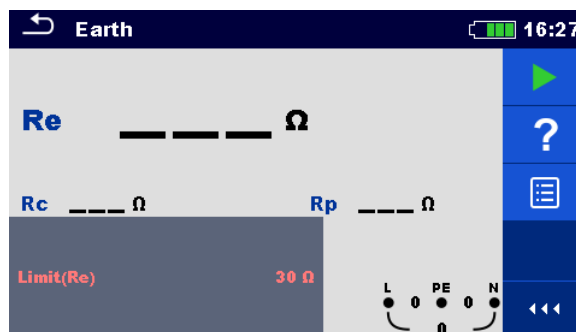 Earth 16:27
Re ___ Ω
?
Rc ___ Ω Rp ___ Ω
Limit(Re) 30 Ω
L PE N
0 0
0